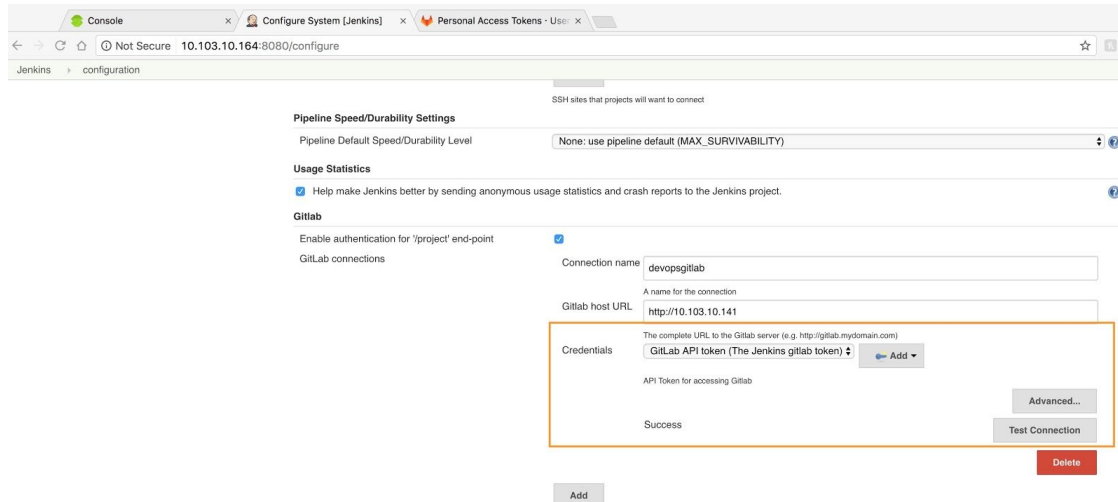 Console
Configure System [Jenkins]
Personal Access Tokens · User
Not Secure 10.103.10.164:8080/configure
Jenkins configuration
SSH sites that projects will want to connect
Pipeline Speed/Durability Settings
Pipeline Default Speed/Durability Level
None: use pipeline default (MAX_SURVIVABILITY)
Usage Statistics
Help make Jenkins better by sending anonymous usage statistics and crash reports to the Jenkins project.
Gitlab
Enable authentication for '/project' end-point
GitLab connections
Connection name
devopsgitlab
A name for the connection
Gitlab host URL
http://10.103.10.141
The complete URL to the Gitlab server (e.g. http://gitlab.mydomain.com)
Credentials
GitLab API token (The Jenkins gitlab token)
Add
API Token for accessing Gitlab
Advanced...
Success
Test Connection
Delete
Add